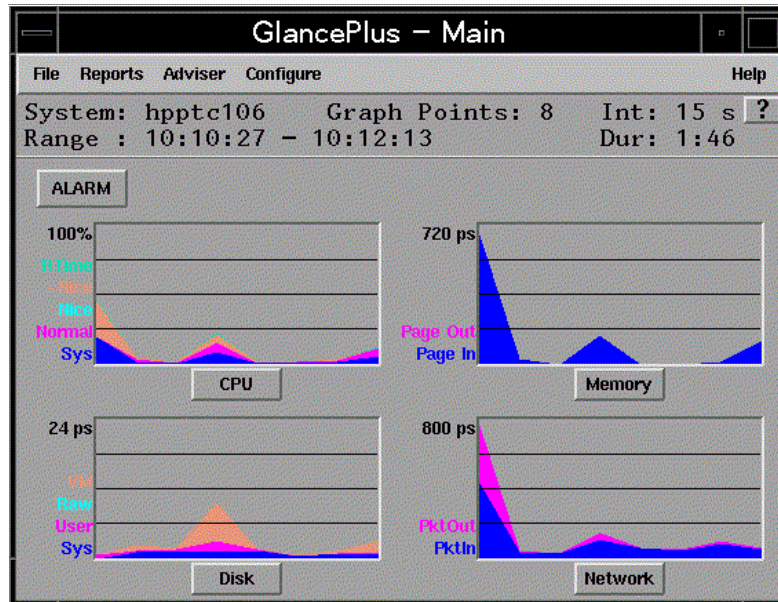 GlancePlus − Main
File Reports Adviser Configure Help
System: hpptc106 Graph Points: 8 Int: 15 s ?
Range : 10:10:27 − 10:12:13 Dur: 1:46
ALARM
100%
RTime
-Nice
Nice
Normal
Sys
CPU
720 ps
Page Out
Page In
Memory
24 ps
VM
Raw
User
Sys
Disk
800 ps
PktOut
PktIn
Network